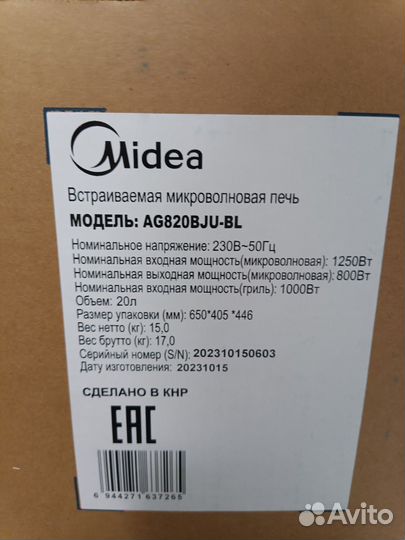 Midea
Встраиваемая микроволновая печь
МОДЕЛЬ: AG820BJU-BL
Номинальное напряжение: 230В~50Гц
Номинальная входная мощность(микроволновая): 1250Вт
Номинальная выходная мощность(микроволновая): 800Вт
Номинальная входная мощность(гриль): 1000Вт
Объем: 20л
Размер упаковки (мм): 650*405 *446
Вес нетто (кг): 15,0
Вес брутто (кг): 17,0
Серийный номер (S/N): 202310150603
Дату изготовления : 20231015
СДЕЛАНО В КНР
EAC
6 944271 637265
Avito